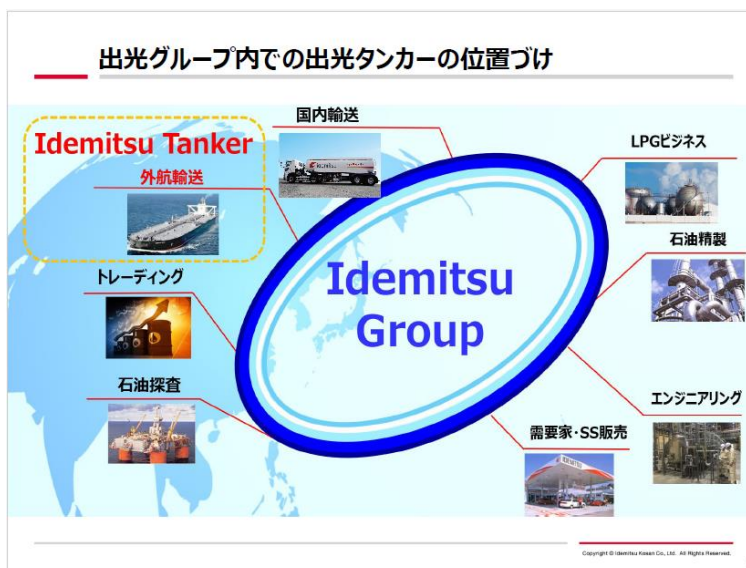 出光グループ内での出光タンカーの位置づけ
Idemitsu Tanker
外航輸送
国内輸送
IDEMITSU
LPGビジネス
石油精製
トレーディング
Idemitsu
Group
石油探査
エンジニアリング
需要家・SS販売
Copyright © Idemitsu Kosan Co., Ltd. All Rights Reserved.